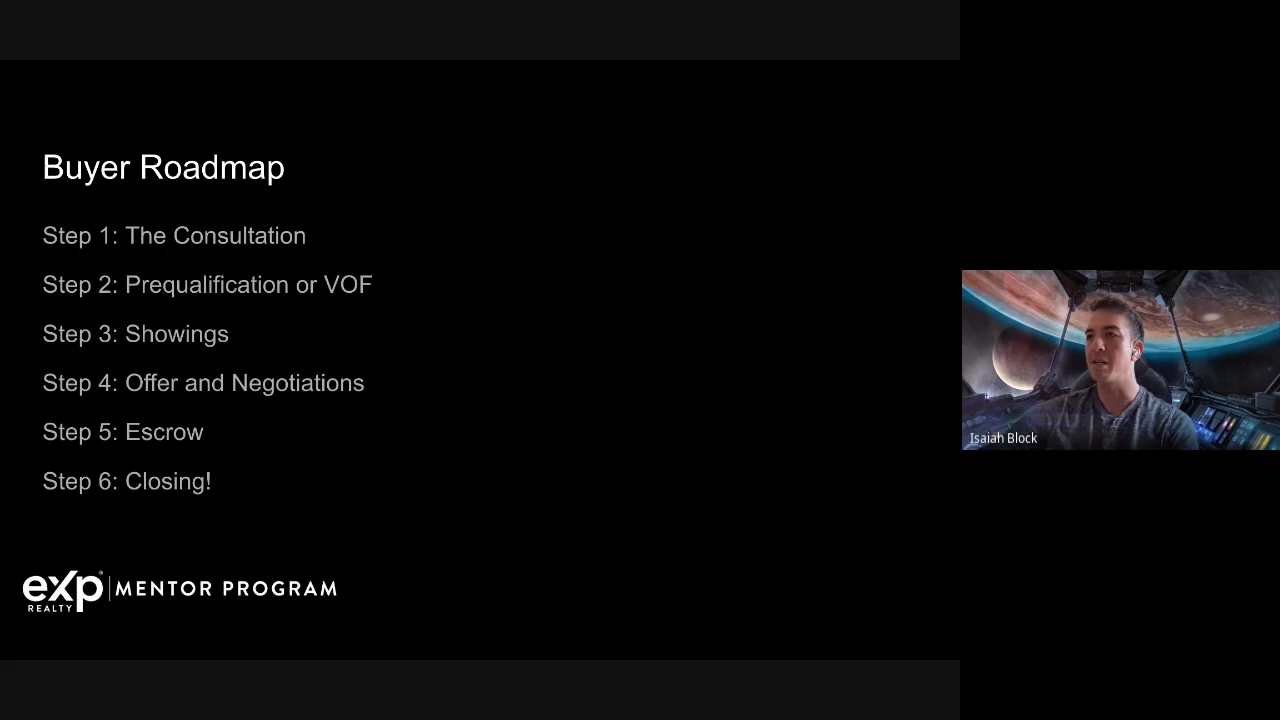 Buyer Roadmap
Step 1: The Consultation
Step 2: Prequalification or VOF
Step 3: Showings
Step 4: Offer and Negotiations
Step 5: Escrow
Step 6: Closing!
eXp REALTY | MENTOR PROGRAM
Isaiah Block